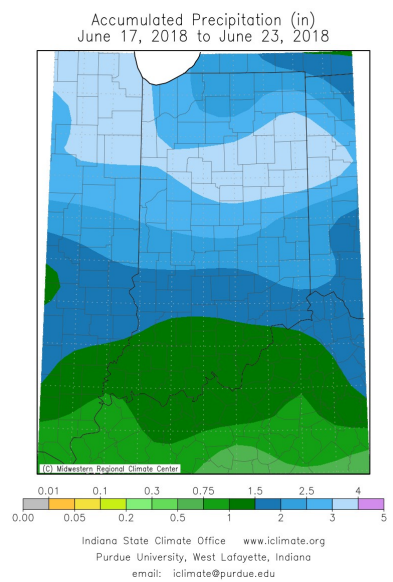 Accumulated Precipitation (in)
June 17, 2018 to June 23, 2018
(C) Midwestern Regional Climate Center
0.01 0.1 0.3 0.75 1.5 2.5 4
0.00 0.05 0.2 0.5 1 2 3 5
Indiana State Climate Office www.iclimate.org
Purdue University, West Lafayette, Indiana
email: iclimate@purdue.edu